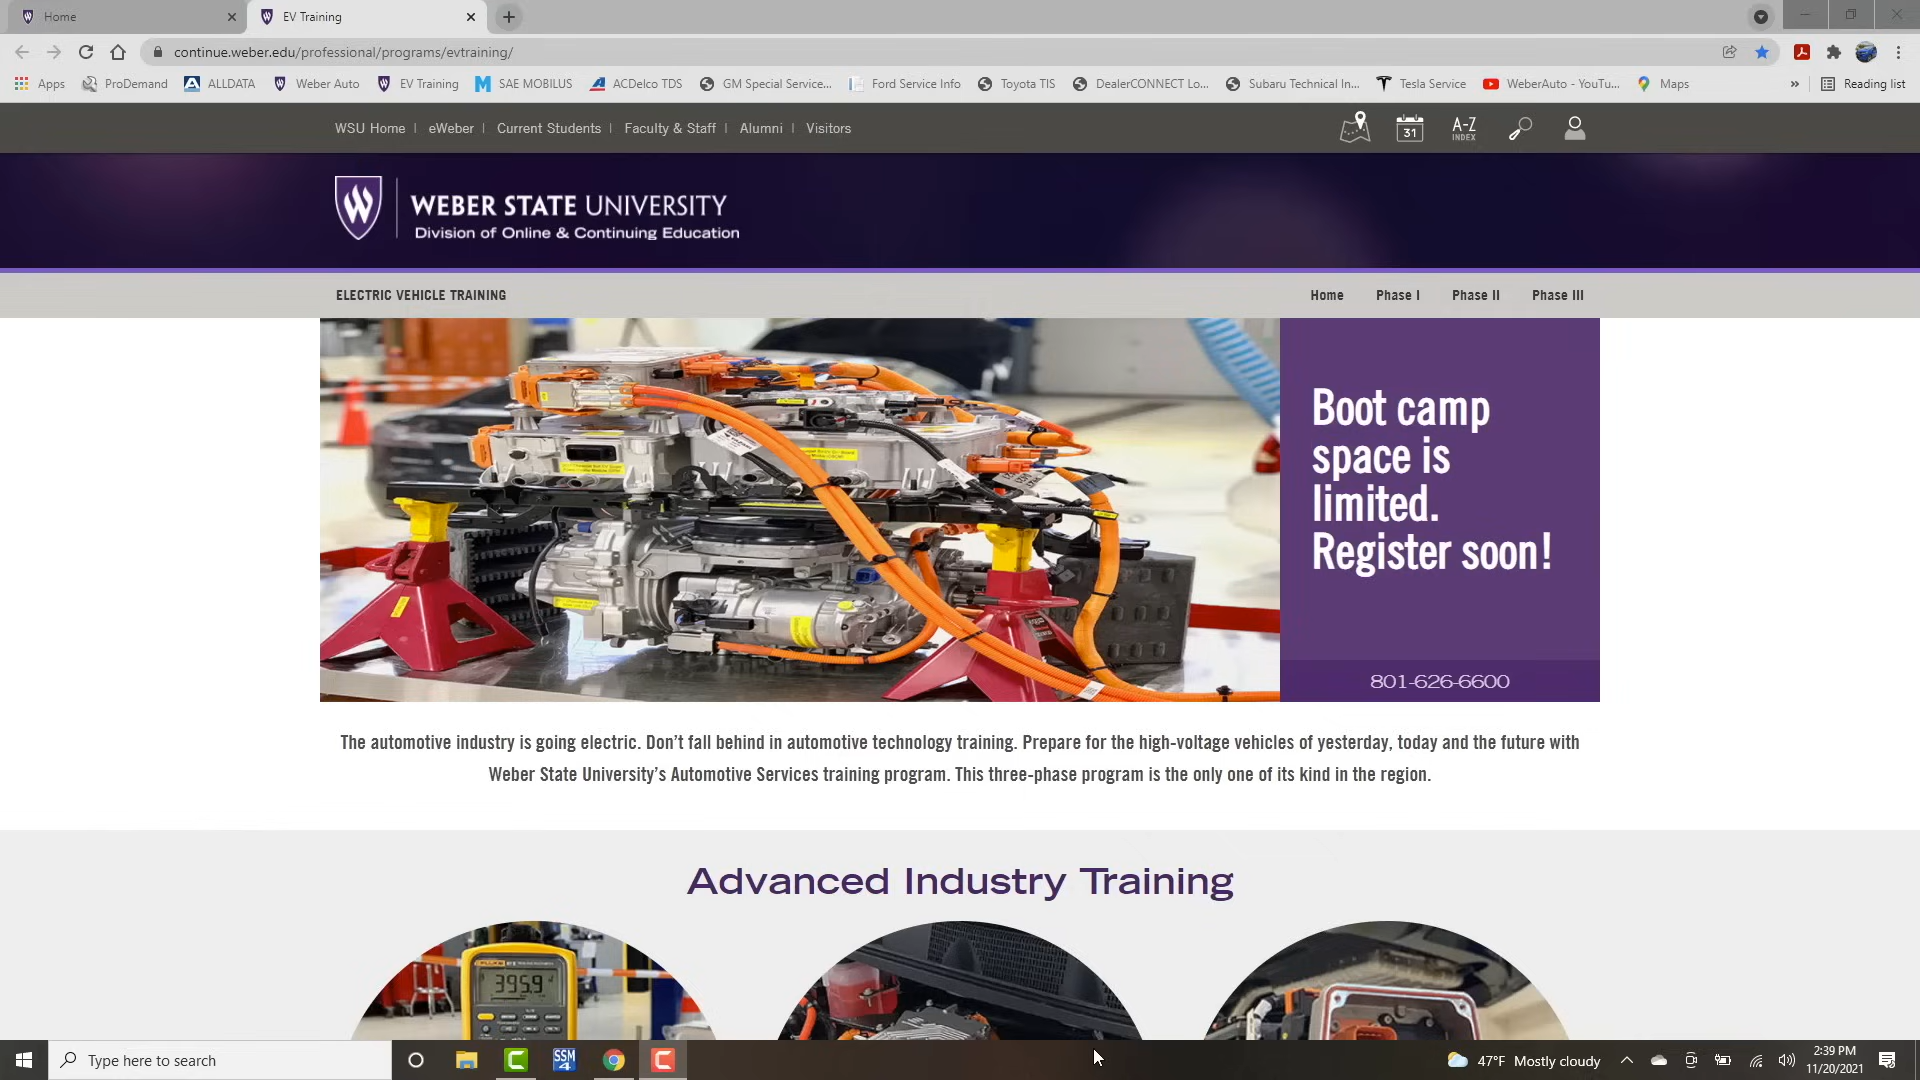 Home
EV Training
continue.weber.edu/professional/programs/evtraining/
Apps ProDemand ALLDATA Weber Auto EV Training SAE MOBILUS ACDelco TDS GM Special Service... Ford Service Info Toyota TIS DealerCONNECT Lo... Subaru Technical In... Tesla Service WeberAuto - YouTu... Maps » Reading list
WSU Home | eWeber | Current Students | Faculty & Staff | Alumni | Visitors
31
A-Z
INDEX
WEBER STATE UNIVERSITY
Division of Online & Continuing Education
ELECTRIC VEHICLE TRAINING
Home Phase I Phase II Phase III
Boot camp
space is
limited.
Register soon!
801-626-6600
The automotive industry is going electric. Don't fall behind in automotive technology training. Prepare for the high-voltage vehicles of yesterday, today and the future with
Weber State University's Automotive Services training program. This three-phase program is the only one of its kind in the region.
Advanced Industry Training
FLUKE
395.9
Type here to search
SSM
4
47°F Mostly cloudy
2:39 PM
11/20/2021